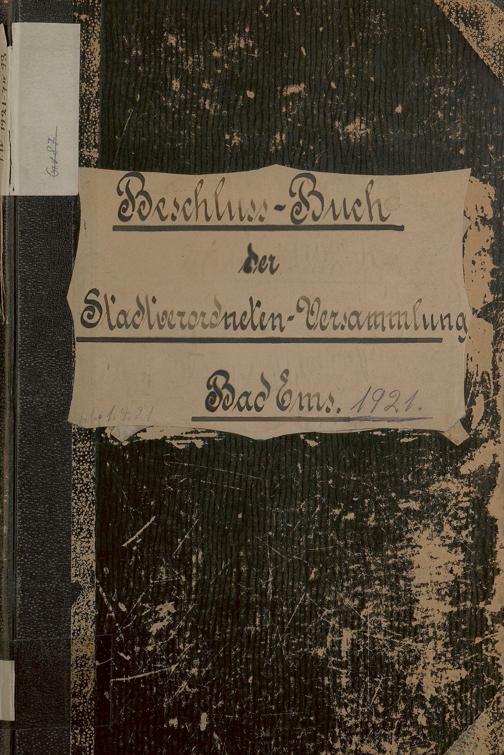 Beschluss-Buch
der
Stadtverordneten-Versammlung
Bad Ems. 1921.